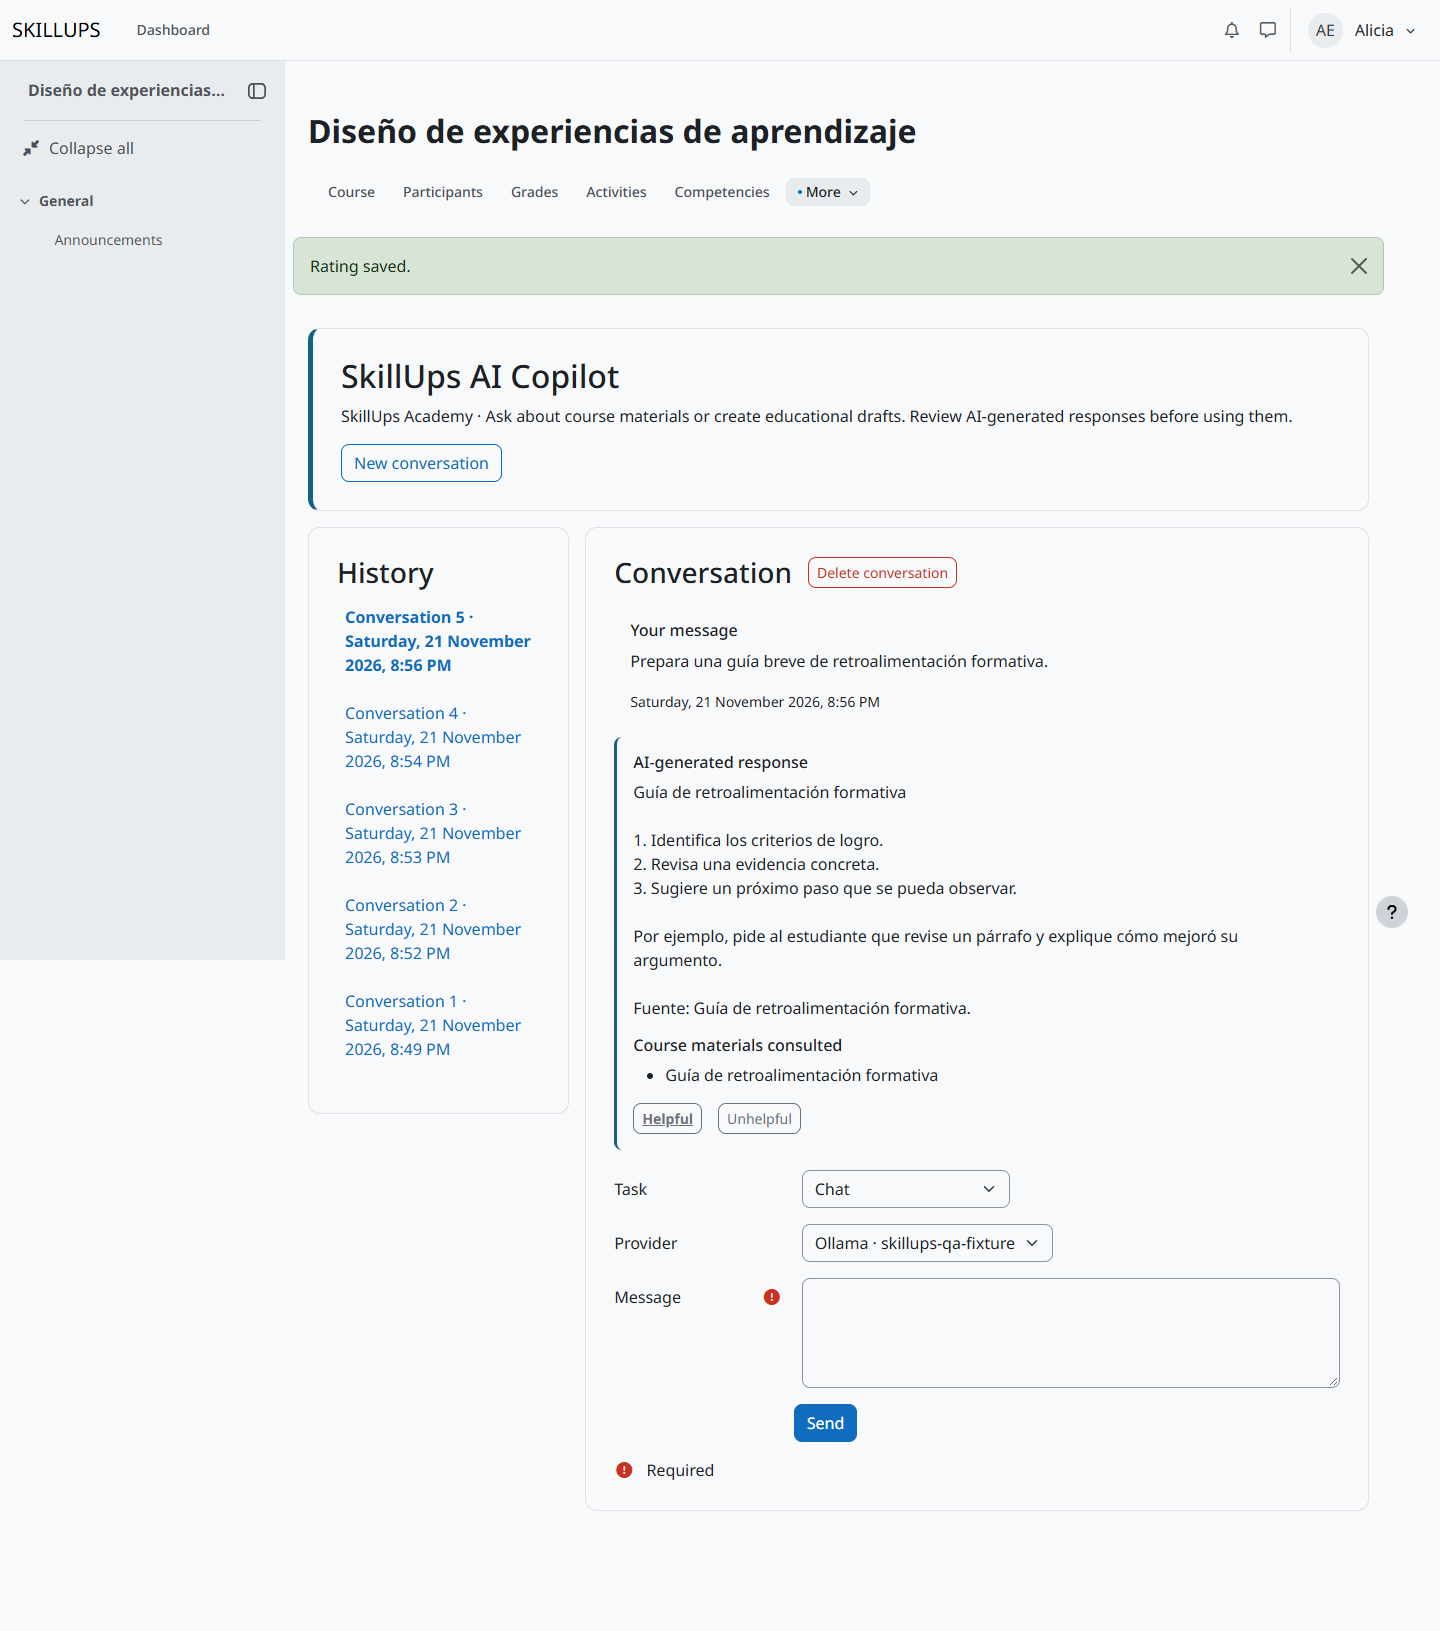 SKILLUPS
Dashboard
AE
Alicia
Diseño de experiencias...
Collapse all
General
Announcements
Diseño de experiencias de aprendizaje
Course
Participants
Grades
Activities
Competencies
• More
Rating saved.
SkillUps AI Copilot
SkillUps Academy · Ask about course materials or create educational drafts. Review AI-generated responses before using them.
New conversation
History
Conversation 5 ·
Saturday, 21 November
2026, 8:56 PM
Conversation 4 ·
Saturday, 21 November
2026, 8:54 PM
Conversation 3 ·
Saturday, 21 November
2026, 8:53 PM
Conversation 2 ·
Saturday, 21 November
2026, 8:52 PM
Conversation 1 ·
Saturday, 21 November
2026, 8:49 PM
Conversation
Delete conversation
Your message
Prepara una guía breve de retroalimentación formativa.
Saturday, 21 November 2026, 8:56 PM
AI-generated response
Guía de retroalimentación formativa
1. Identifica los criterios de logro.
2. Revisa una evidencia concreta.
3. Sugiere un próximo paso que se pueda observar.
Por ejemplo, pide al estudiante que revise un párrafo y explique cómo mejoró su
argumento.
Fuente: Guía de retroalimentación formativa.
Course materials consulted
• Guía de retroalimentación formativa
Helpful
Unhelpful
Task
Chat
Provider
Ollama · skillups-qa-fixture
Message
Send
Required
?